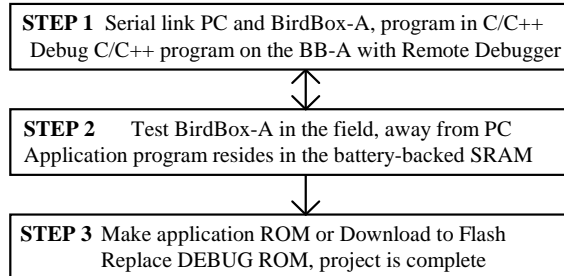 STEP 1 Serial link PC and BirdBox-A, program in C/C++
Debug C/C++ program on the BB-A with Remote Debugger
STEP 2 Test BirdBox-A in the field, away from PC
Application program resides in the battery-backed SRAM
STEP 3 Make application ROM or Download to Flash
Replace DEBUG ROM, project is complete